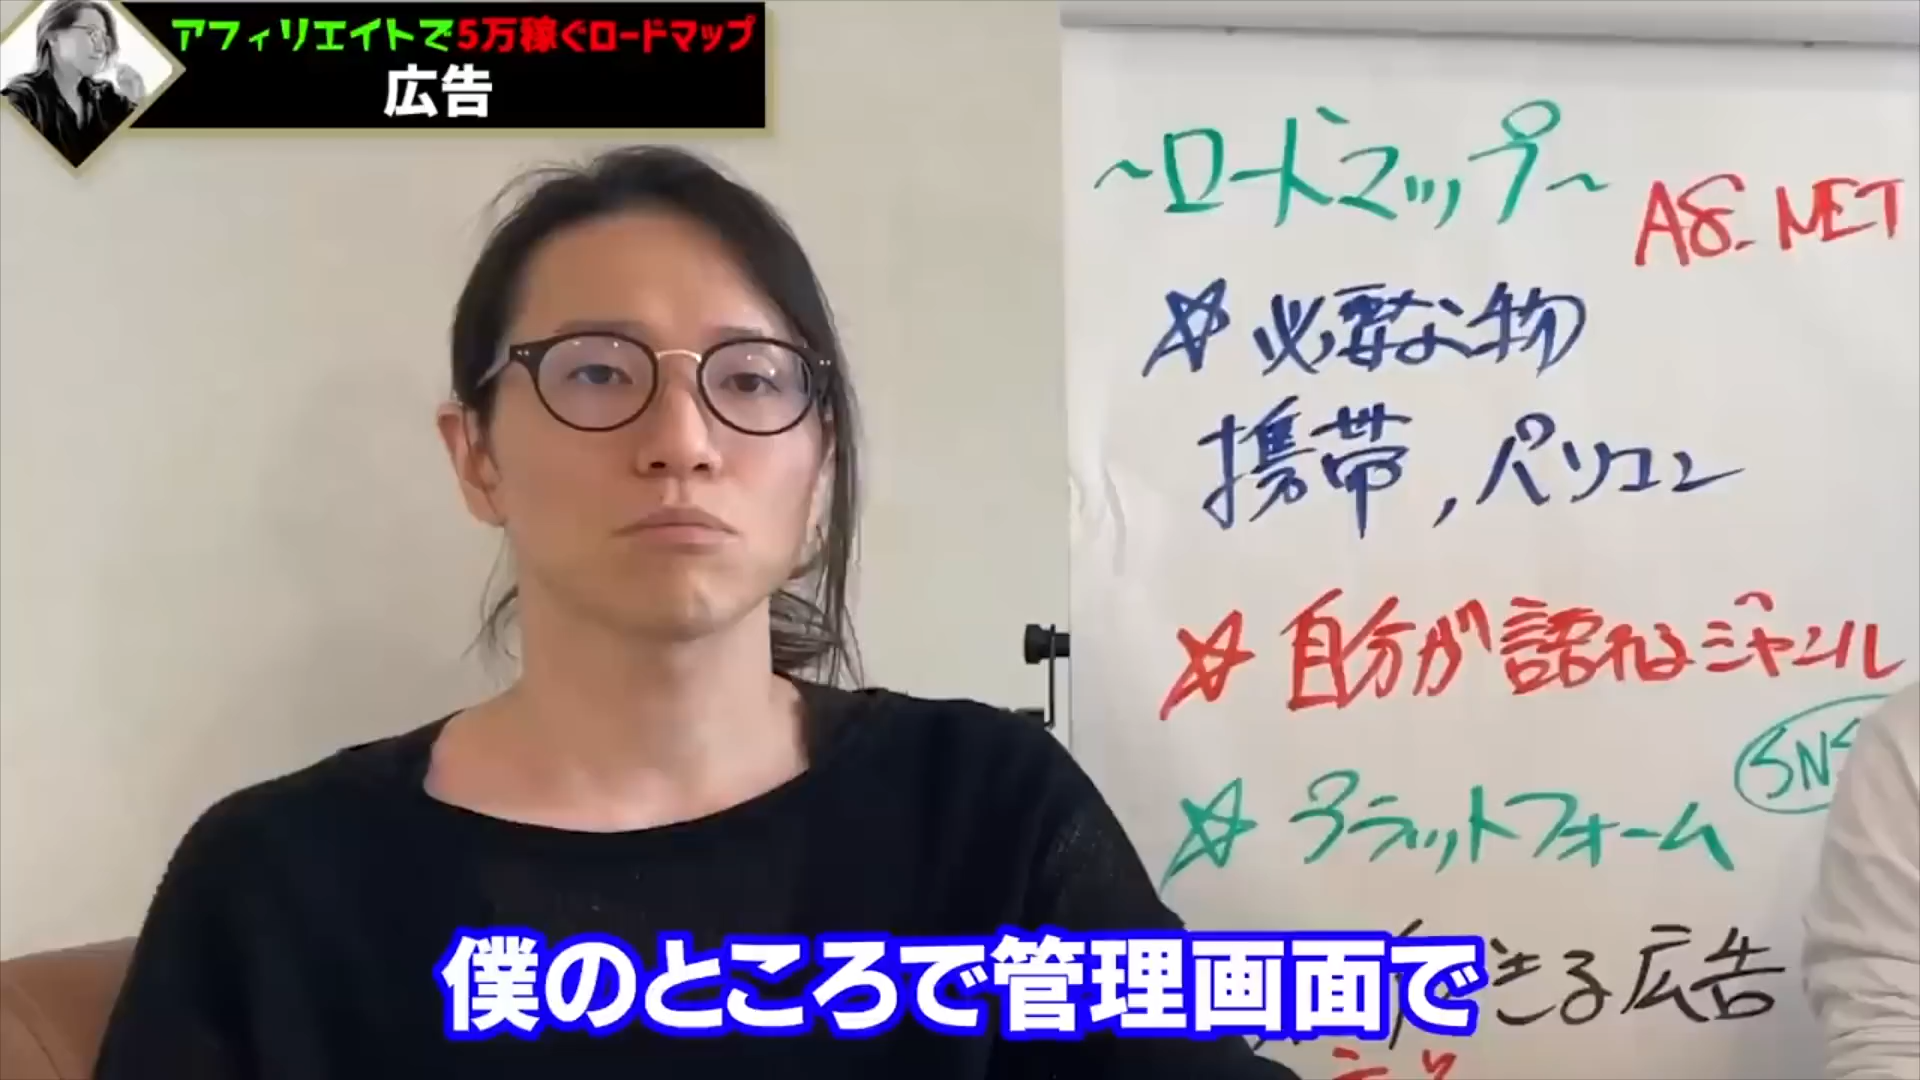 アフィリエイトで5万稼ぐロードマップ
広告
～ロードマップ～
A8.NET
☆必要な物
携帯,パソコン
☆自分が語れるジャンル
SNS
☆プラットフォーム
きる広告
僕のところで管理画面で